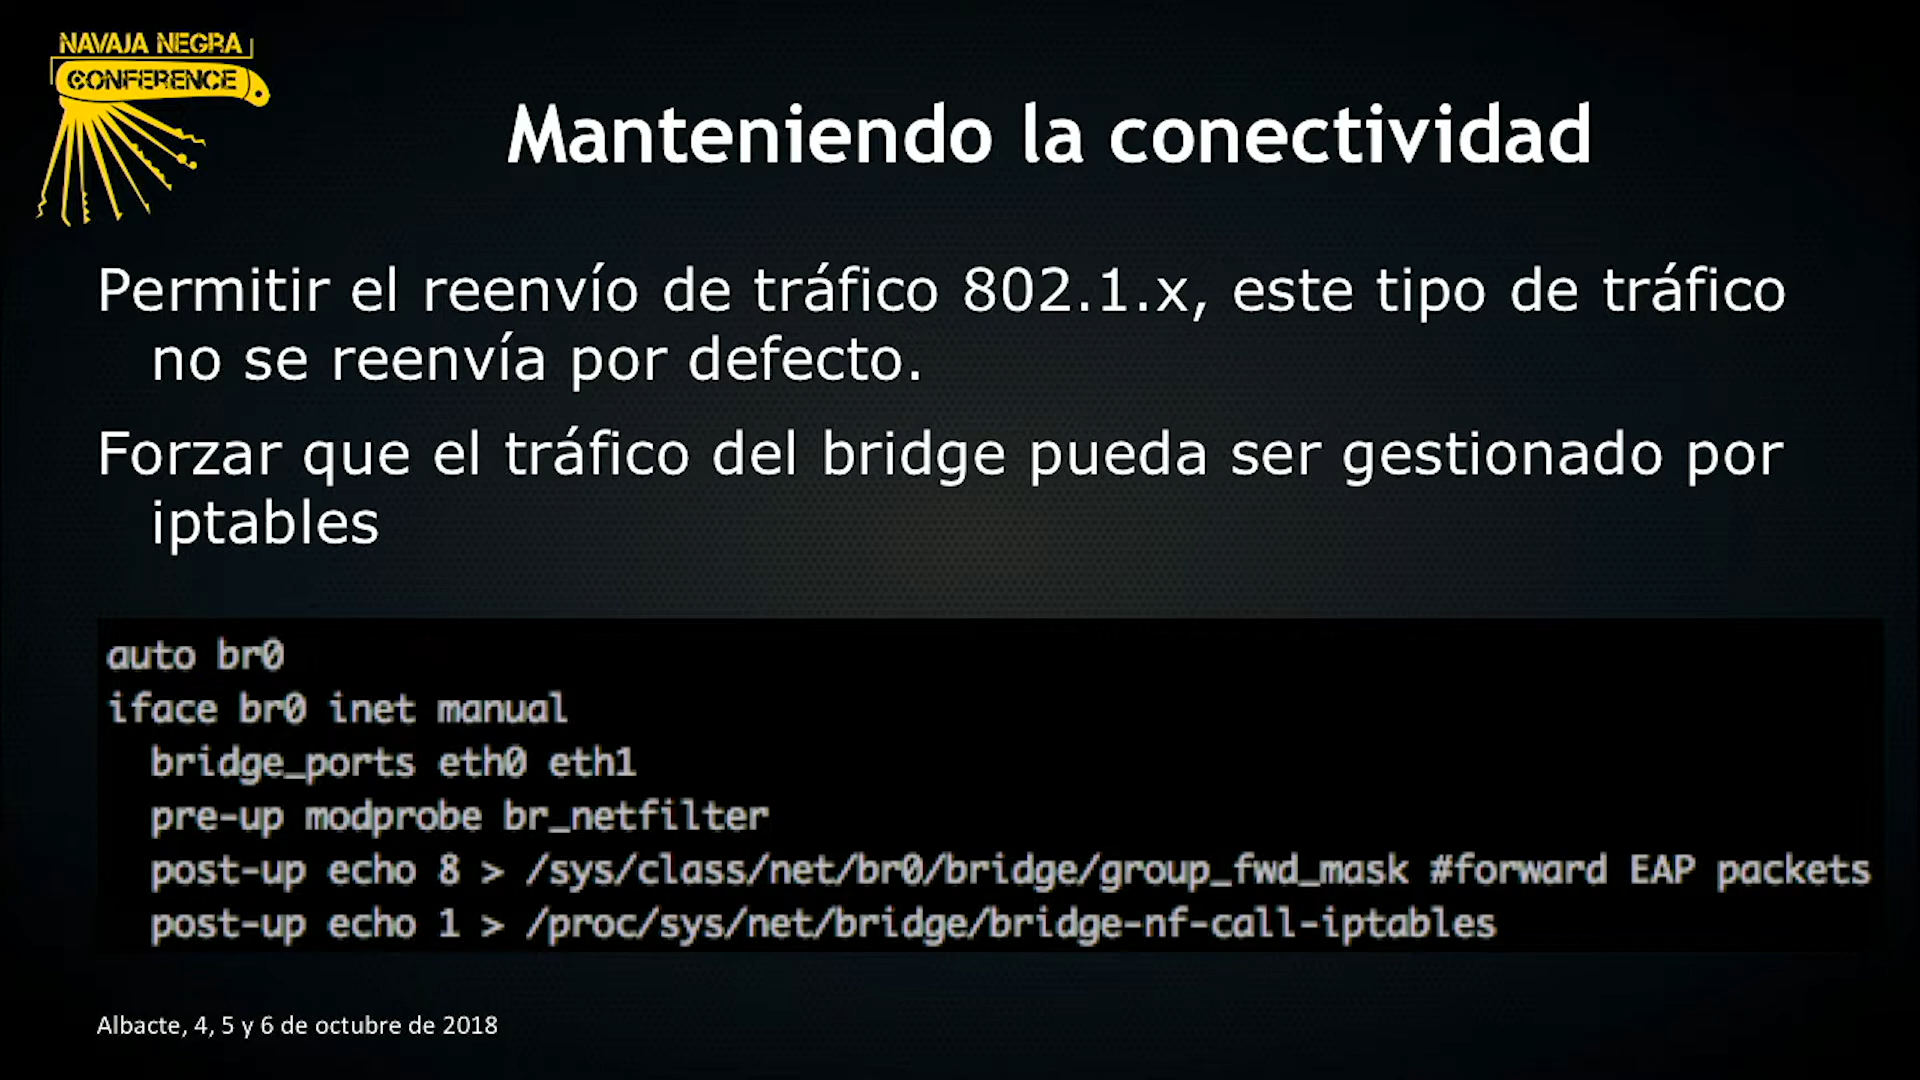 NAVAJA NEGRA
CONFERENCE
Manteniendo la conectividad
Permitir el reenvío de tráfico 802.1.x, este tipo de tráfico
no se reenvía por defecto.
Forzar que el tráfico del bridge pueda ser gestionado por
iptables
auto br0
iface br0 inet manual
  bridge_ports eth0 eth1
  pre-up modprobe br_netfilter
  post-up echo 8 > /sys/class/net/br0/bridge/group_fwd_mask #forward EAP packets
  post-up echo 1 > /proc/sys/net/bridge/bridge-nf-call-iptables
Albacte, 4, 5 y 6 de octubre de 2018